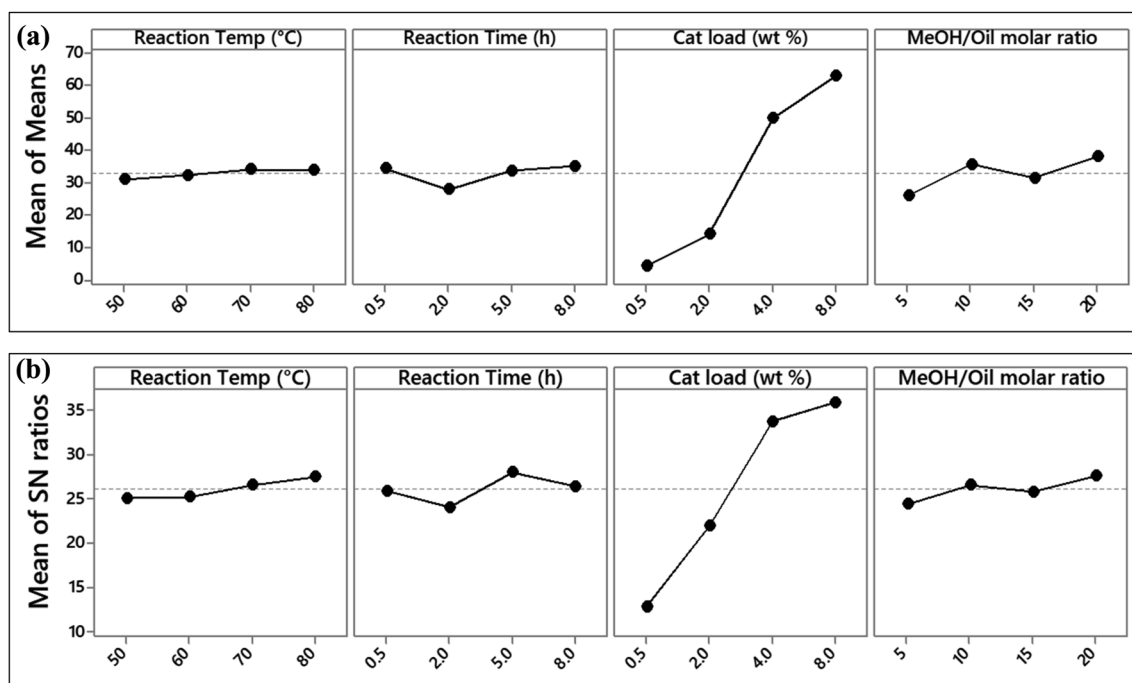 (a)
Reaction Temp (°C) Reaction Time (h) Cat load (wt %) MeOH/Oil molar ratio
Mean of Means
70
60
50
40
30
20
10
0
50 60 70 80 0.5 2.0 5.0 8.0 0.5 2.0 4.0 8.0 5 10 15 20
(b)
Reaction Temp (°C) Reaction Time (h) Cat load (wt %) MeOH/Oil molar ratio
Mean of SN ratios
35
30
25
20
15
10
50 60 70 80 0.5 2.0 5.0 8.0 0.5 2.0 4.0 8.0 5 10 15 20